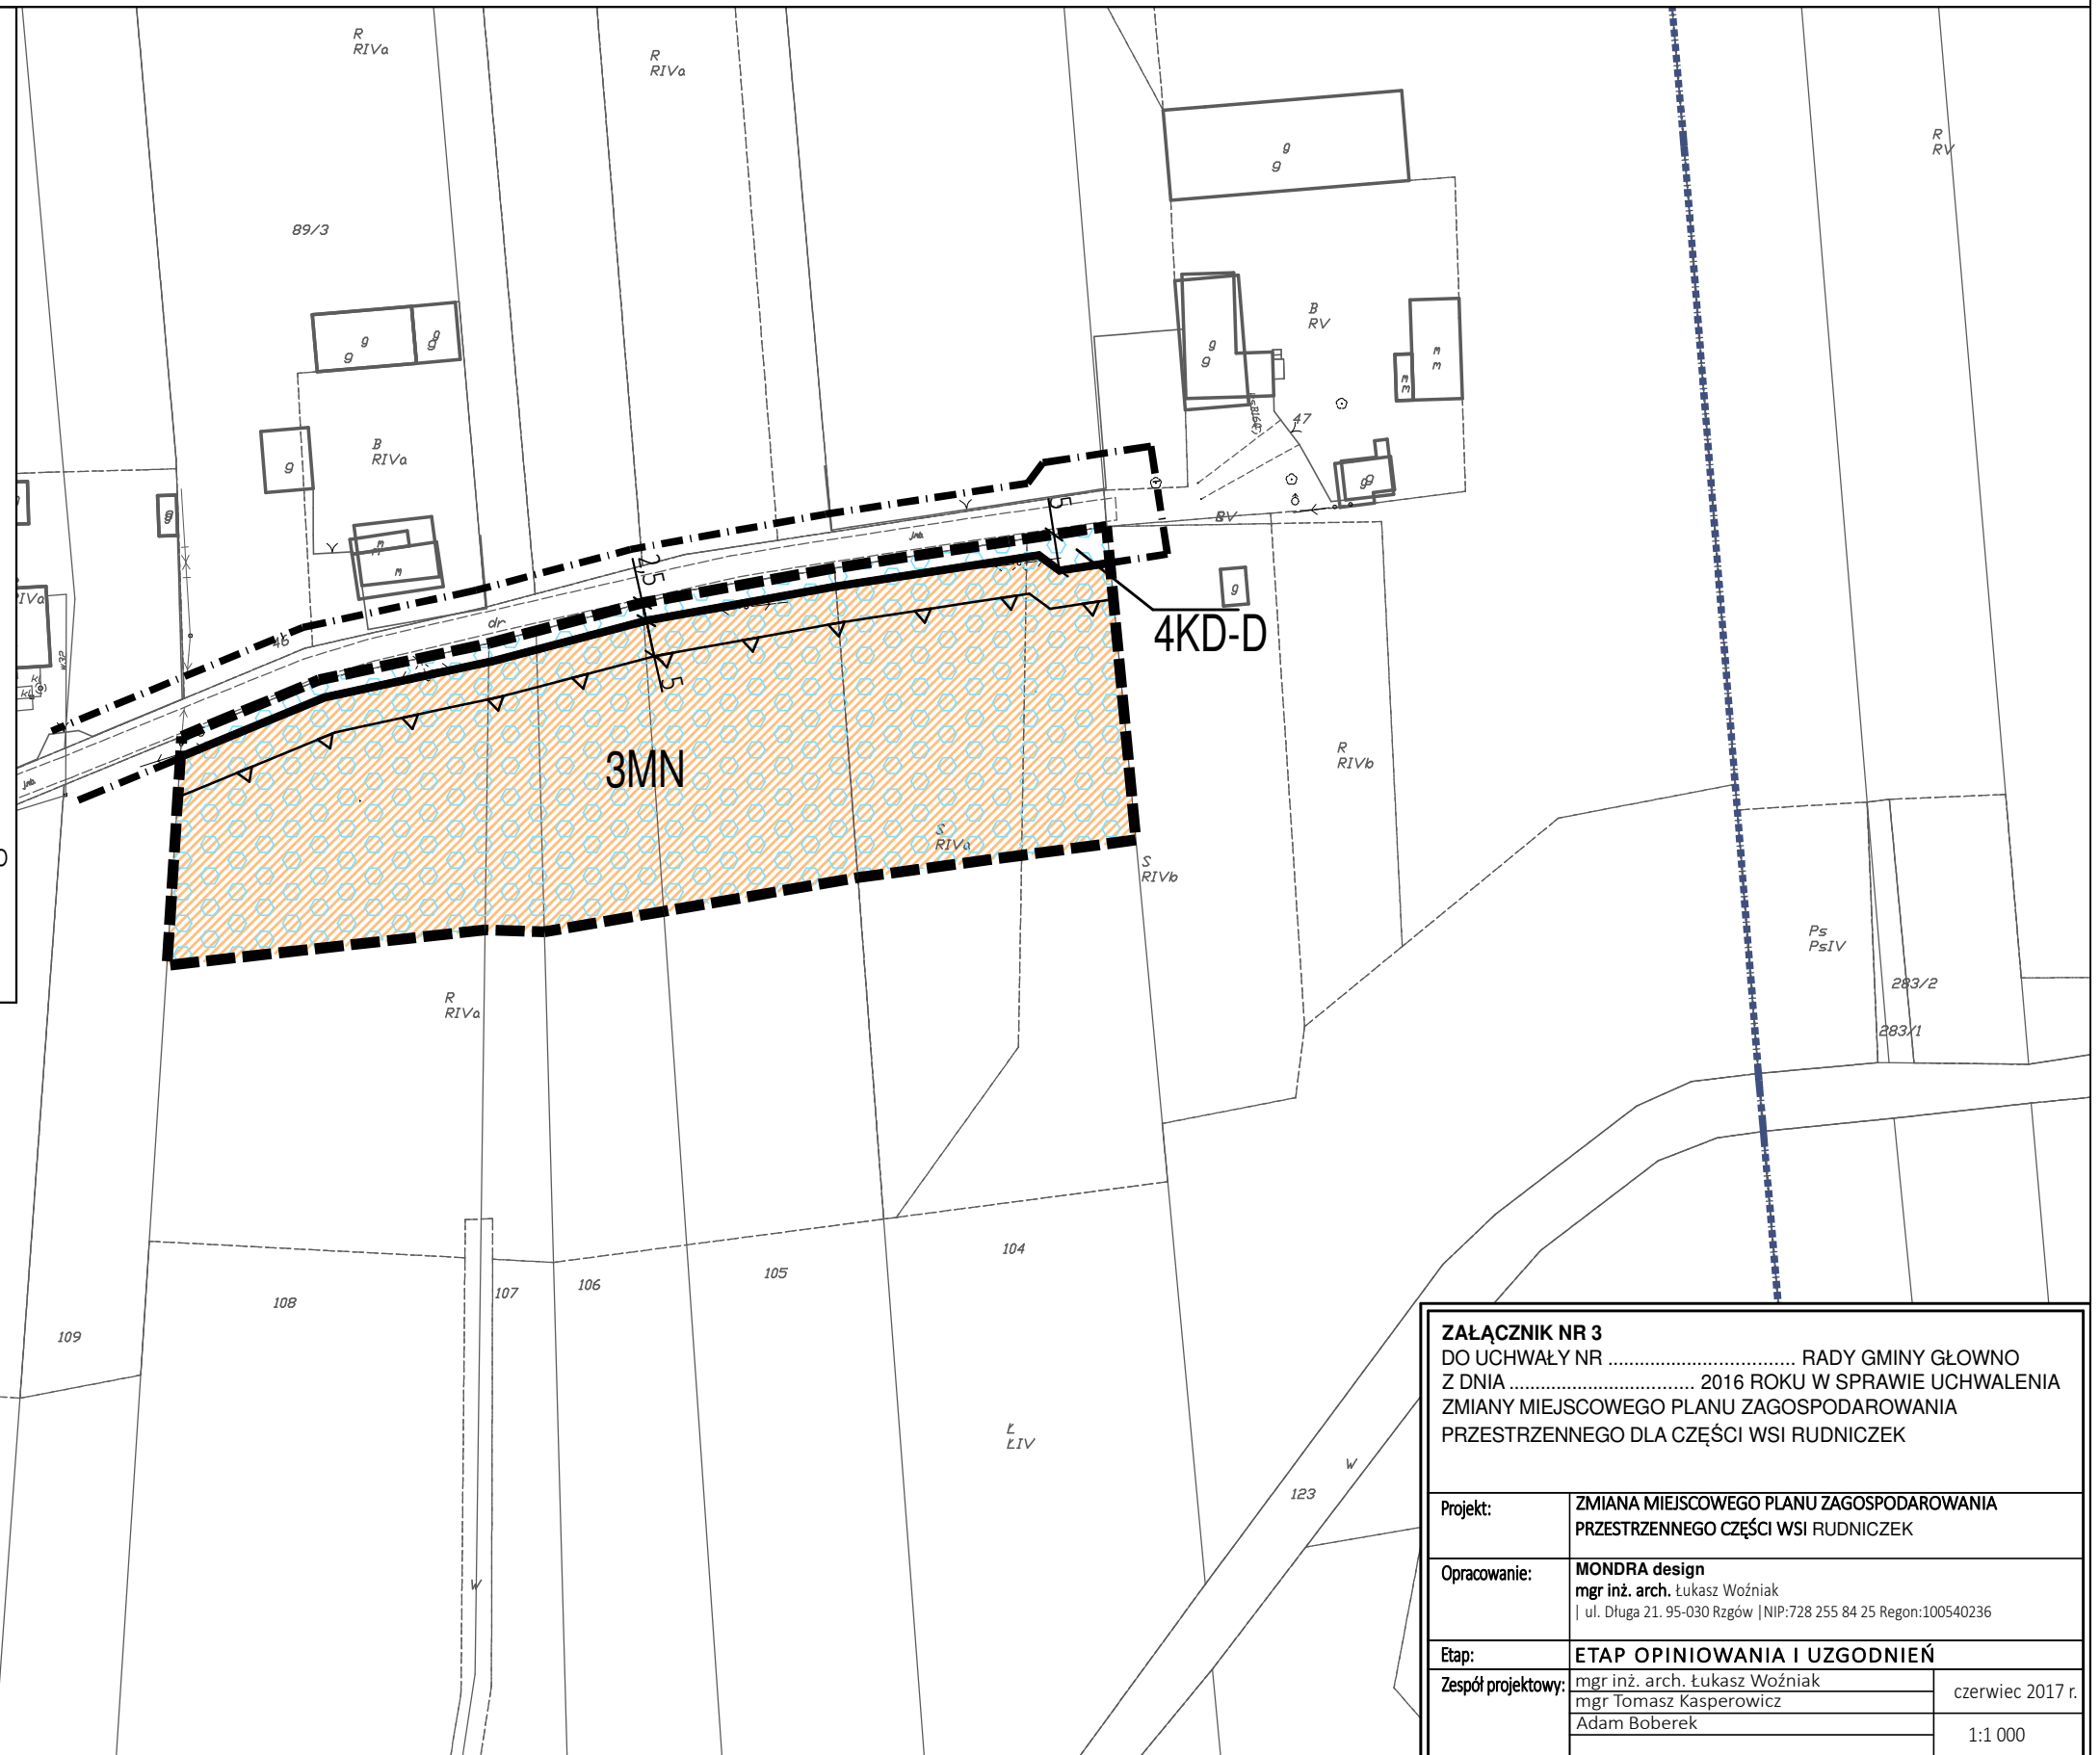 R
RIVa
R
RIVa
R
RV
g
g
89/3
B
RV
g
g
g
g
g
g
m
m
m
m
47
B
RIVa
g
g
g
g
g
BV
5
m
m
2,5
IVa
dr
46
g
4KD-D
5
3MN
R
RIVb
S
RIVa
S
RIVb
Ps
PsIV
283/2
283/1
R
RIVa
104
105
106
107
108
109
Ł
ŁIV
W
123
W
ZAŁĄCZNIK NR 3
DO UCHWAŁY NR .................................... RADY GMINY GŁOWNO
Z DNIA .................................... 2016 ROKU W SPRAWIE UCHWALENIA
ZMIANY MIEJSCOWEGO PLANU ZAGOSPODAROWANIA
PRZESTRZENNEGO DLA CZĘŚCI WSI RUDNICZEK
Projekt:
ZMIANA MIEJSCOWEGO PLANU ZAGOSPODAROWANIA
PRZESTRZENNEGO CZĘŚCI WSI RUDNICZEK
Opracowanie:
MONDRA design
mgr inż. arch. Łukasz Woźniak
| ul. Długa 21. 95-030 Rzgów |NIP:728 255 84 25 Regon:100540236
Etap:
ETAP OPINIOWANIA I UZGODNIEŃ
Zespół projektowy:
mgr inż. arch. Łukasz Woźniak
mgr Tomasz Kasperowicz
Adam Boberek
czerwiec 2017 r.
1:1 000